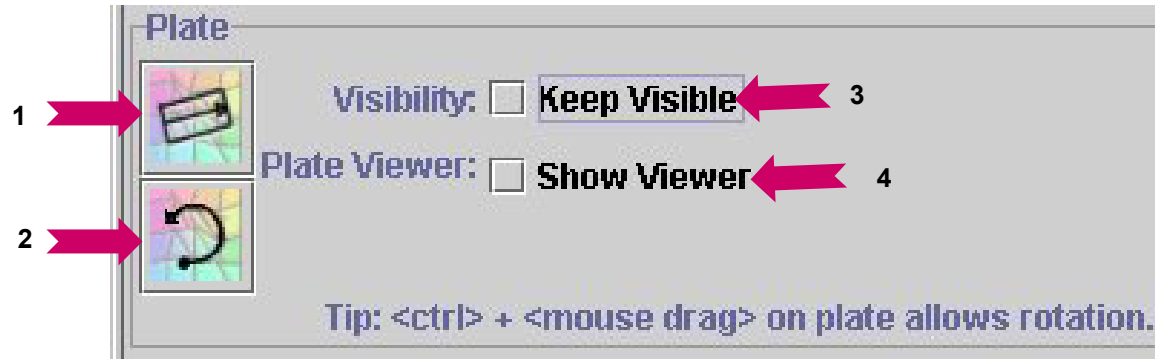 Plate
1
Visibility: Keep Visible 3
Plate Viewer: Show Viewer 4
2
Tip: <ctrl> + <mouse drag> on plate allows rotation.